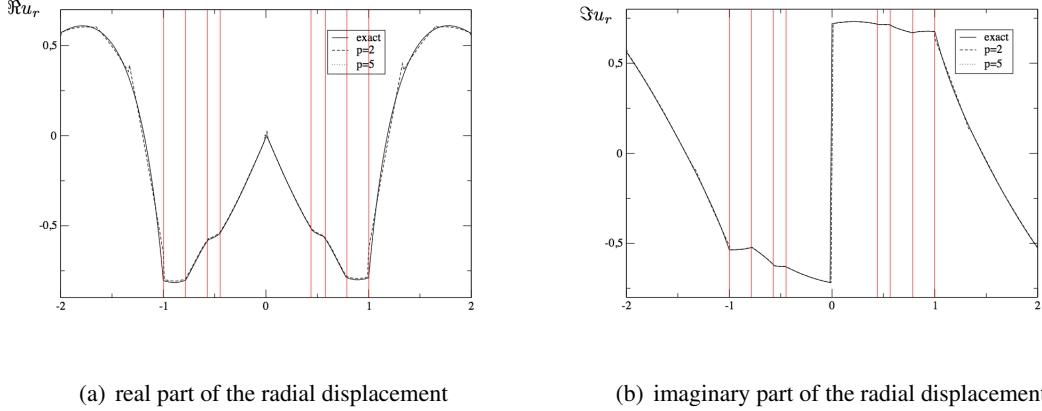 ℜu_r
0,5
0
-0,5
-2
-1
0
1
2
exact
p=2
p=5
(a) real part of the radial displacement
ℑu_r
0,5
0
-0,5
-2
-1
0
1
2
exact
p=2
p=5
(b) imaginary part of the radial displacement